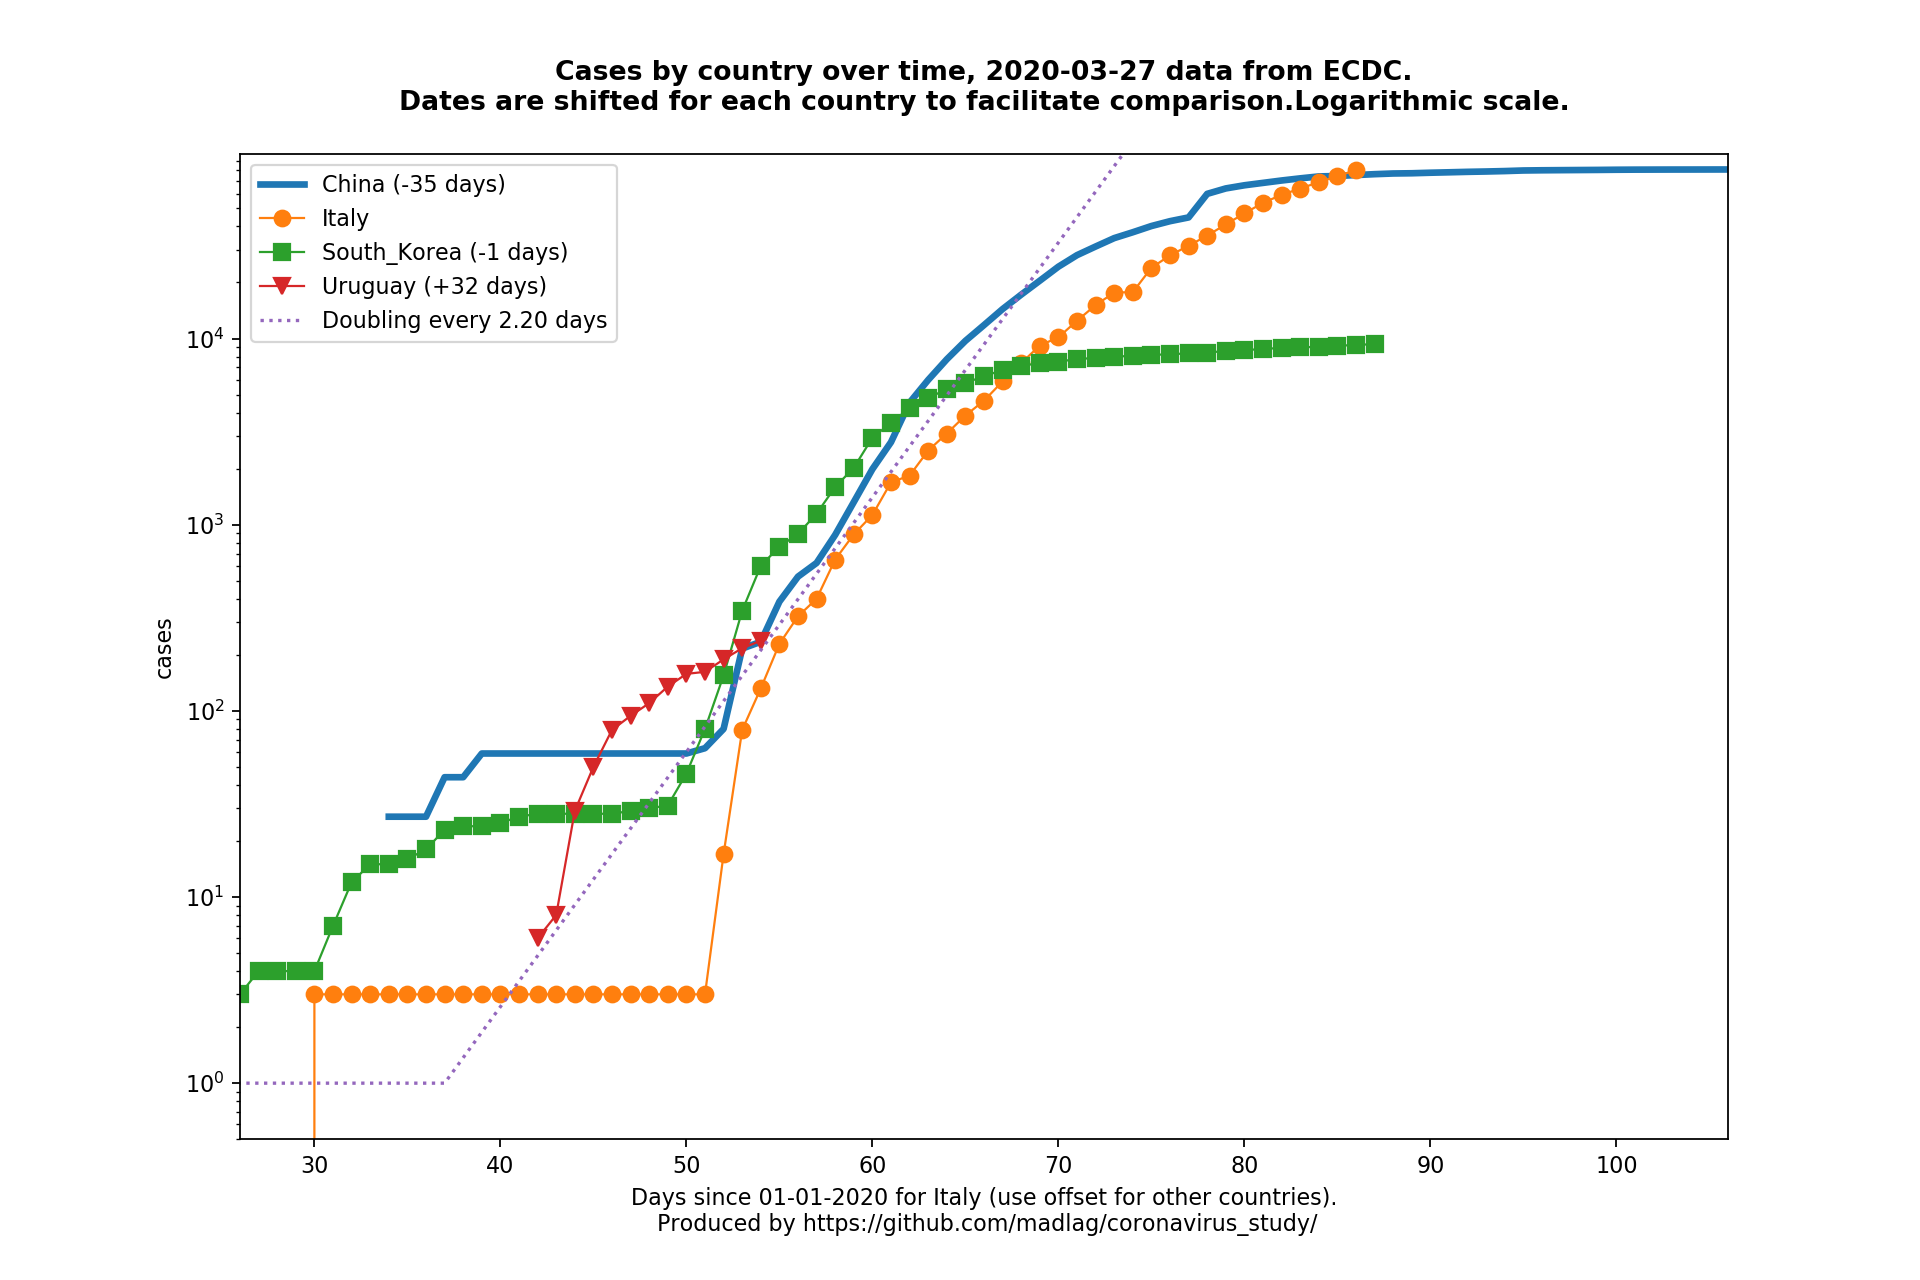 Cases by country over time, 2020-03-27 data from ECDC.
Dates are shifted for each country to facilitate comparison.Logarithmic scale.
China (-35 days)
Italy
South_Korea (-1 days)
Uruguay (+32 days)
Doubling every 2.20 days
cases
10⁴
10³
10²
10¹
10⁰
30 40 50 60 70 80 90 100
Days since 01-01-2020 for Italy (use offset for other countries).
Produced by https://github.com/madlag/coronavirus_study/